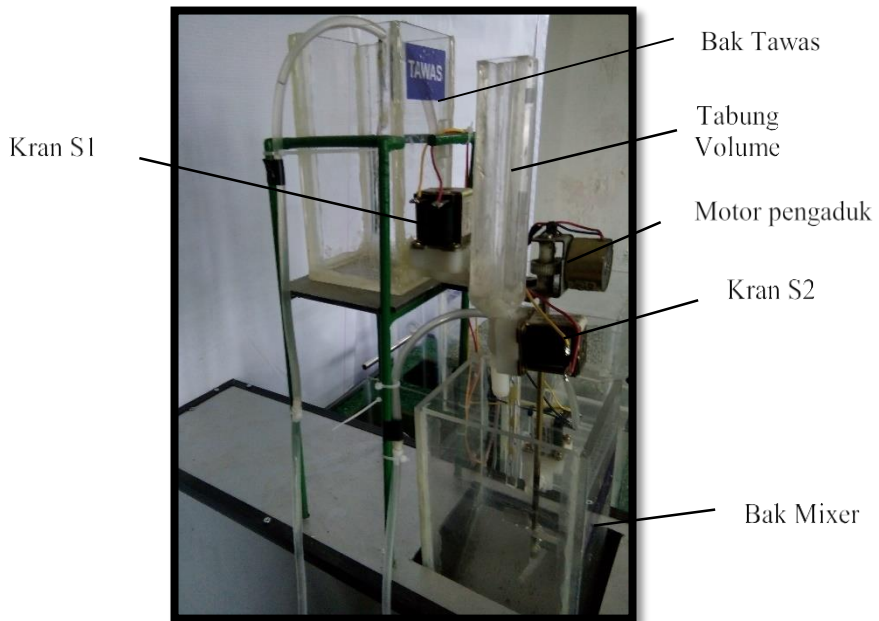 Bak Tawas
TAWAS
Kran S1
Tabung
Volume
Motor pengaduk
Kran S2
Bak Mixer